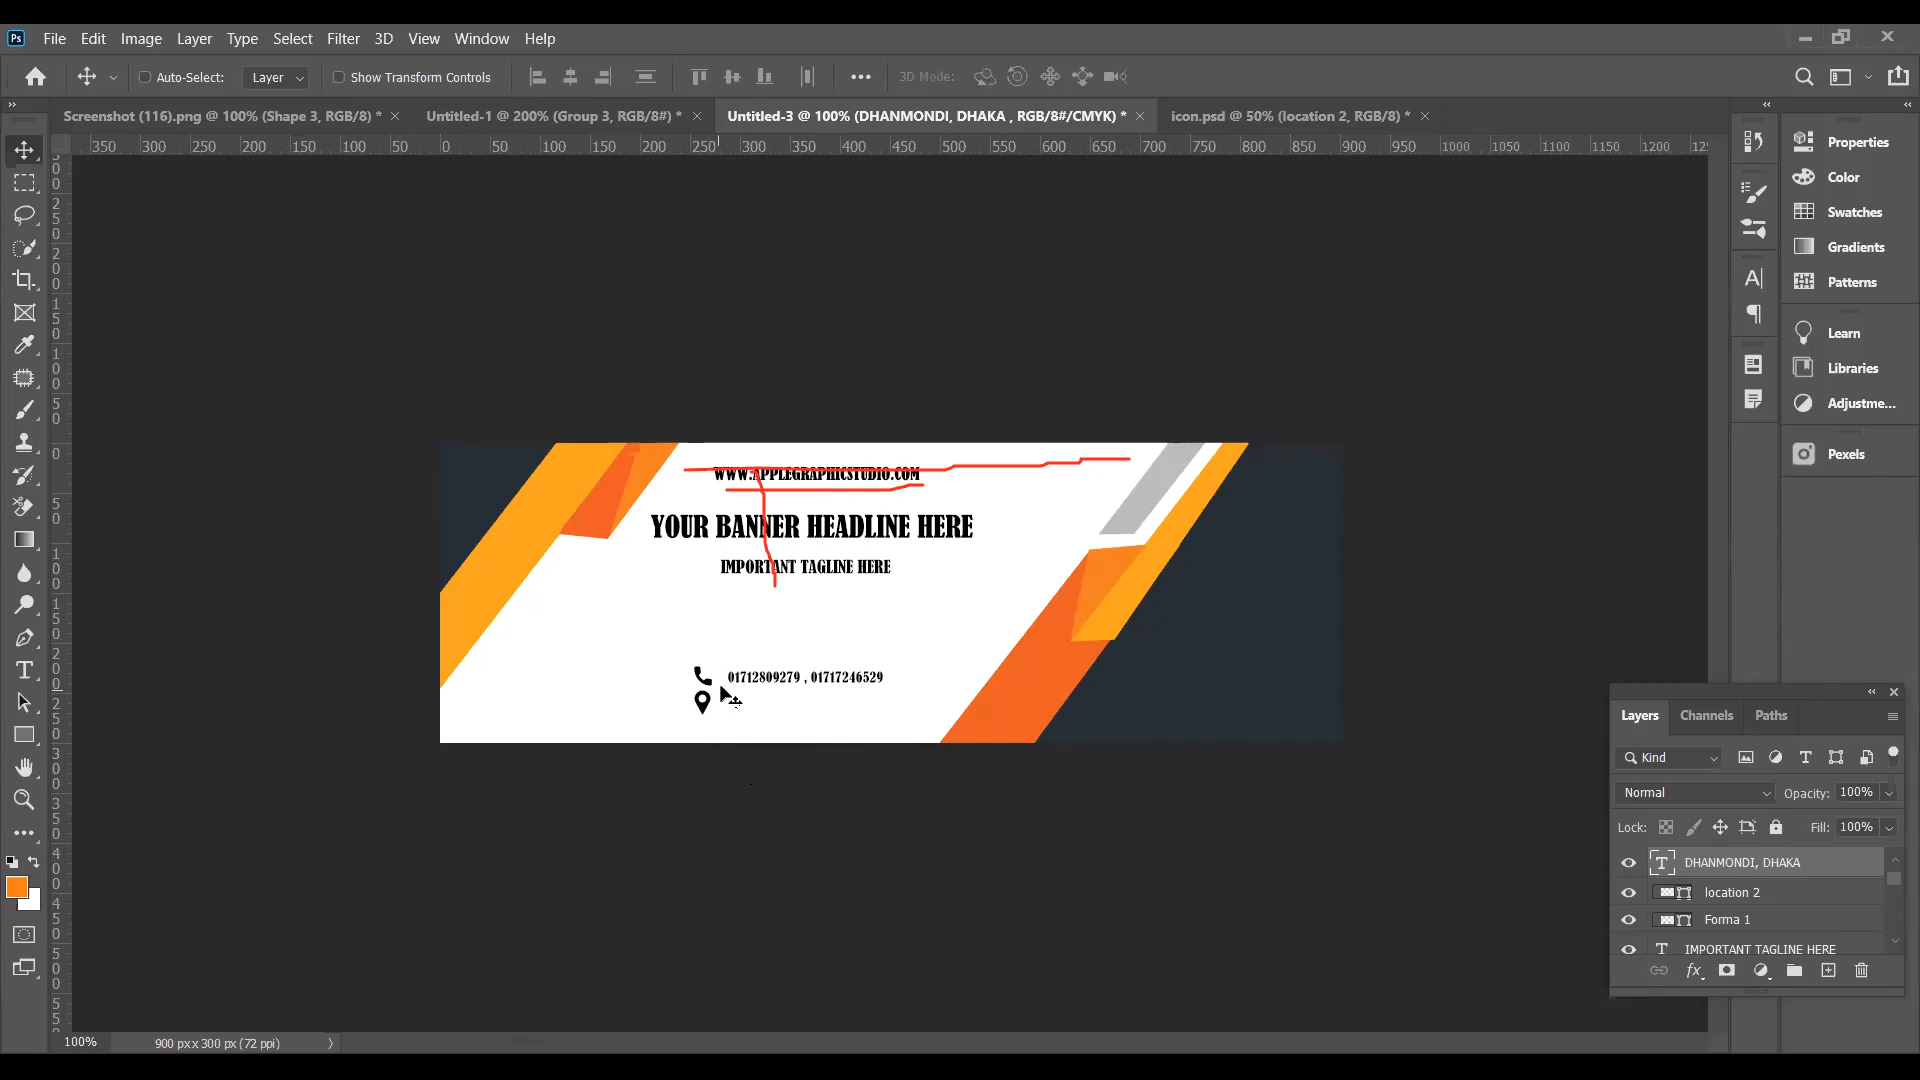 Ps File Edit Image Layer Type Select Filter 3D View Window Help
Auto-Select: Layer Show Transform Controls 3D Mode:
Screenshot (116).png @ 100% (Shape 3, RGB/8) * Untitled-1 @ 200% (Group 3, RGB/8#) * Untitled-3 @ 100% (DHANMONDI, DHAKA , RGB/8#/CMYK) * icon.psd @ 50% (location 2, RGB/8) *
350 300 250 200 150 100 50 0 50 100 150 200 250 300 350 400 450 500 550 600 650 700 750 800 850 900 950 1000 1050 1100 1150 1200
Properties
Color
Swatches
Gradients
Patterns
Learn
Libraries
Adjustme...
Pexels
WWW.APPLEGRAPHICSTUDIO.COM
YOUR BANNER HEADLINE HERE
IMPORTANT TAGLINE HERE
01712809279 , 01717246529
Layers Channels Paths
Kind
Normal Opacity: 100%
Lock: Fill: 100%
DHANMONDI, DHAKA
location 2
Forma 1
IMPORTANT TAGLINE HERE
fx
100% 900 px x 300 px (72 ppi)